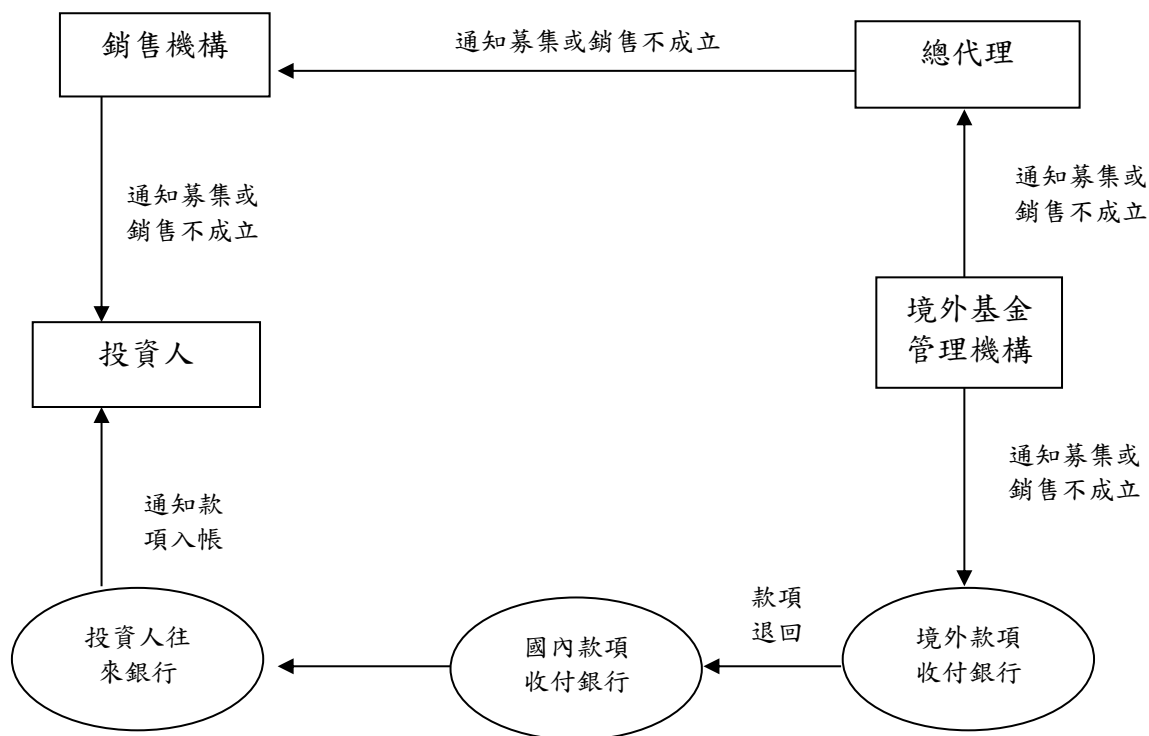 銷售機構
通知募集或銷售不成立
總代理
通知募集或
銷售不成立
通知募集或
銷售不成立
投資人
境外基金
管理機構
通知款
項入帳
通知募集或
銷售不成立
投資人往
來銀行
國內款項
收付銀行
款項
退回
境外款項
收付銀行